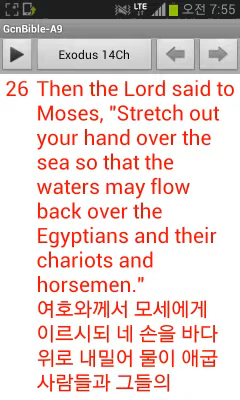 LTE 오전 7:55
GcnBible-A9
Exodus 14Ch
26 Then the Lord said to
Moses, "Stretch out
your hand over the
sea so that the
waters may flow
back over the
Egyptians and their
chariots and
horsemen."
여호와께서 모세에게
이르시되 네 손을 바다
위로 내밀어 물이 애굽
사람들과 그들의